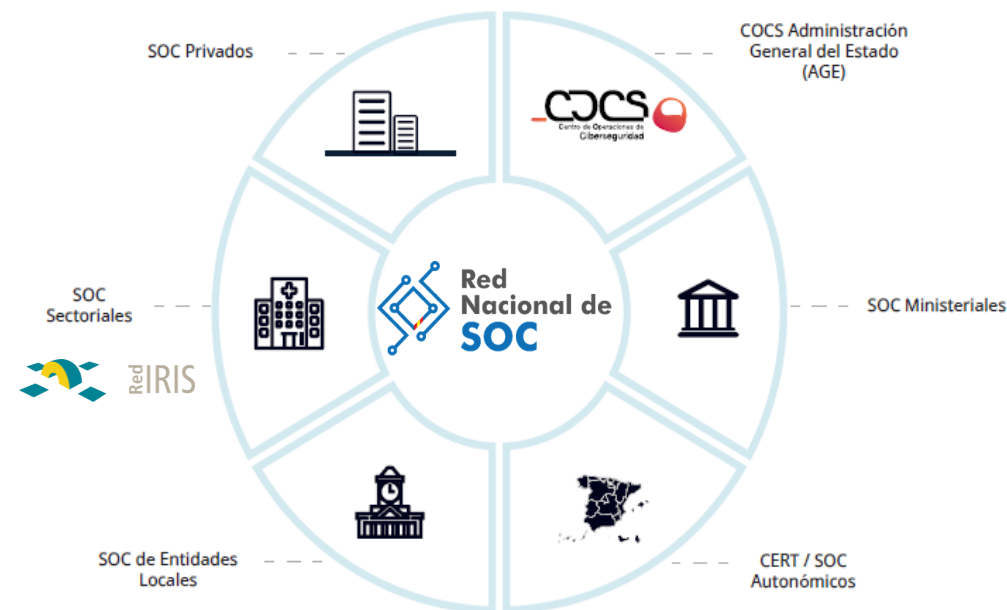 SOC Privados
COCS Administración
General del Estado
(AGE)
COCS
Centro de Operaciones de
Ciberseguridad
SOC
Sectoriales
Red
Nacional de
SOC
SOC Ministeriales
Red IRIS
SOC de Entidades
Locales
CERT / SOC
Autonómicos